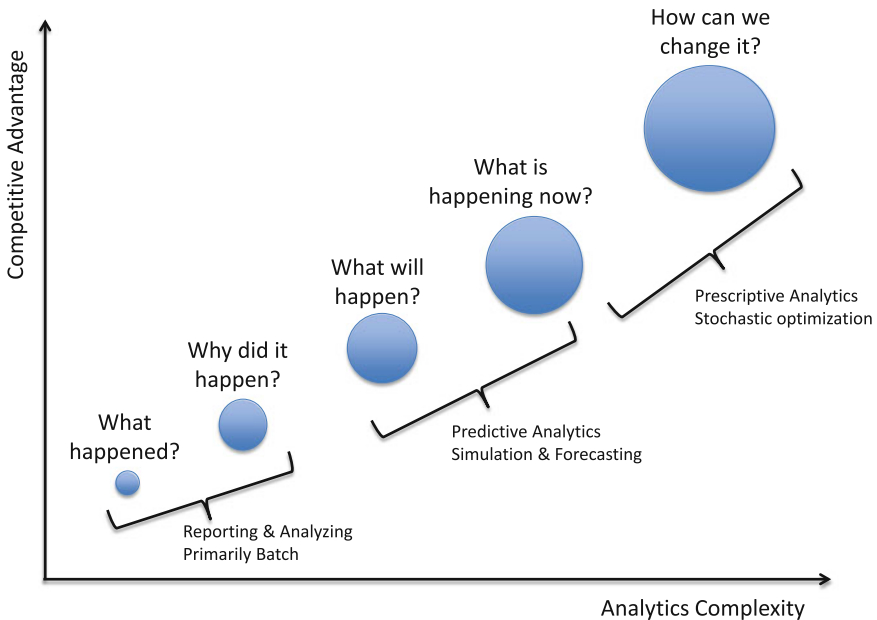 How can we
change it?
What is
happening now?
What will
happen?
Why did it
happen?
What
happened?
Prescriptive Analytics
Stochastic optimization
Predictive Analytics
Simulation & Forecasting
Reporting & Analyzing
Primarily Batch
Competitive Advantage
Analytics Complexity